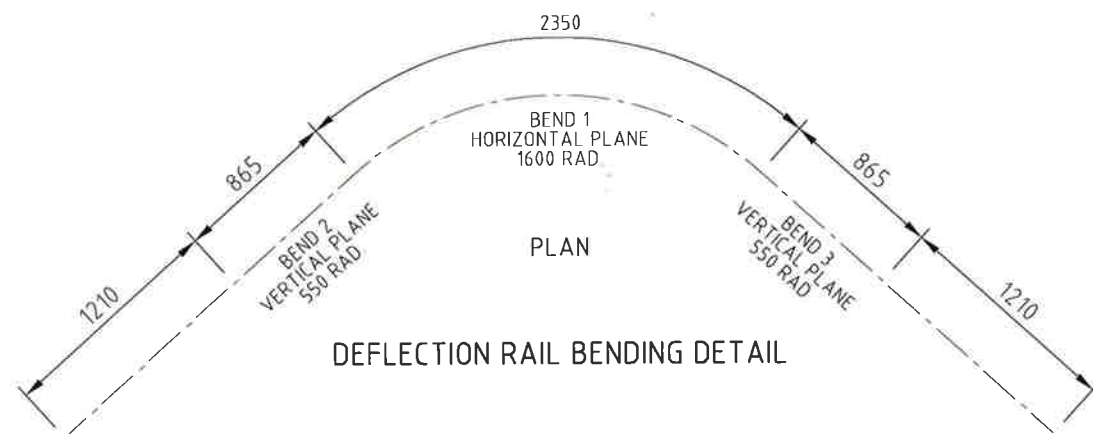 2350
BEND 1
HORIZONTAL PLANE
1600 RAD
865
865
BEND 2
VERTICAL PLANE
550 RAD
BEND 3
VERTICAL PLANE
550 RAD
PLAN
1210
1210
DEFLECTION RAIL BENDING DETAIL